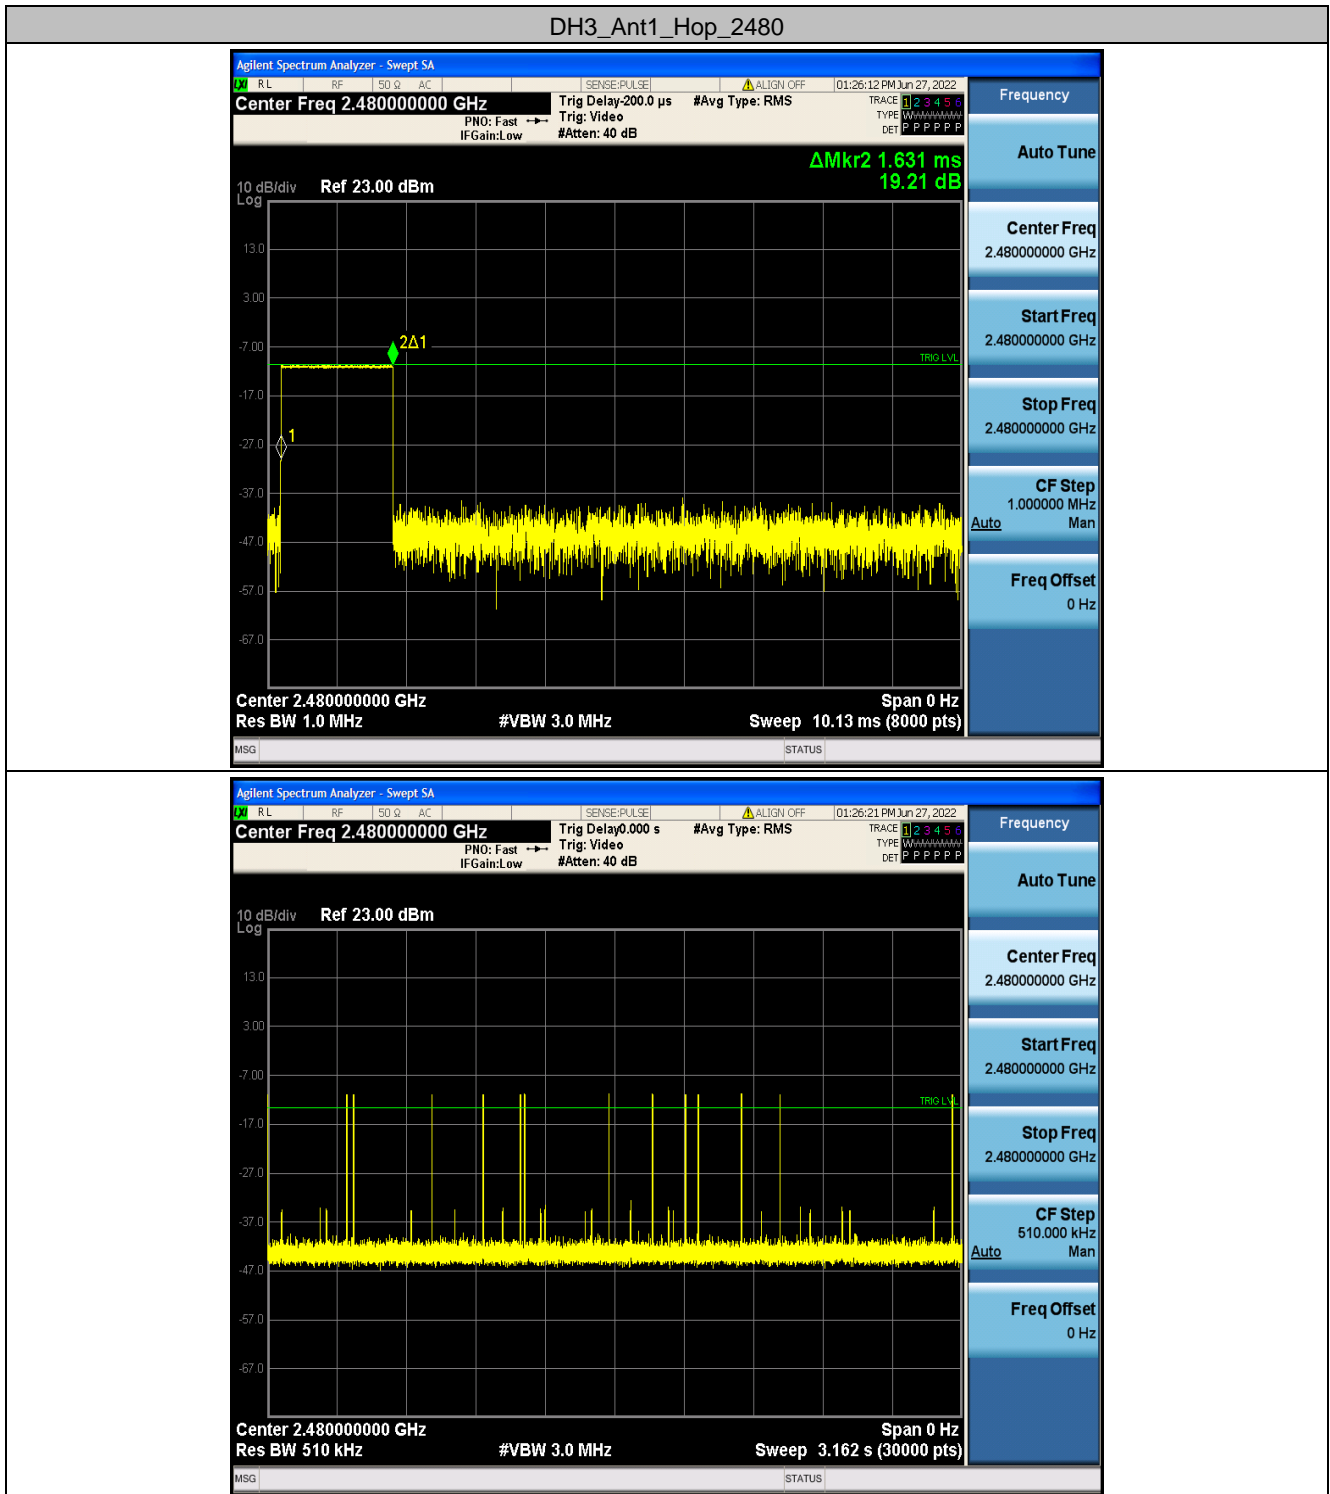 DH3_Ant1_Hop_2480
Agilent Spectrum Analyzer - Swept SA
LXI RL RF 50 Ω AC SENSE:PULSE ALIGN OFF 01:26:12 PM Jun 27, 2022
Center Freq 2.480000000 GHz
PNO: Fast
IFGain:Low
Trig Delay-200.0 µs
Trig: Video
#Atten: 40 dB
#Avg Type: RMS
TRACE 1 2 3 4 5 6
TYPE
DET P P P P P P
ΔMkr2 1.631 ms
19.21 dB
10 dB/div
Log
Ref 23.00 dBm
13.0
3.00
-7.00
-17.0
-27.0
-37.0
-47.0
-57.0
-67.0
2Δ1
1
TRIG LVL
Center 2.480000000 GHz
Span 0 Hz
Res BW 1.0 MHz
#VBW 3.0 MHz
Sweep 10.13 ms (8000 pts)
MSG
STATUS
Frequency
Auto Tune
Center Freq
2.480000000 GHz
Start Freq
2.480000000 GHz
Stop Freq
2.480000000 GHz
CF Step
1.000000 MHz
Auto Man
Freq Offset
0 Hz
Agilent Spectrum Analyzer - Swept SA
LXI RL RF 50 Ω AC SENSE:PULSE ALIGN OFF 01:26:21 PM Jun 27, 2022
Center Freq 2.480000000 GHz
PNO: Fast
IFGain:Low
Trig Delay0.000 s
Trig: Video
#Atten: 40 dB
#Avg Type: RMS
TRACE 1 2 3 4 5 6
TYPE
DET P P P P P P
10 dB/div
Log
Ref 23.00 dBm
13.0
3.00
-7.00
-17.0
-27.0
-37.0
-47.0
-57.0
-67.0
TRIG LVL
Center 2.480000000 GHz
Span 0 Hz
Res BW 510 kHz
#VBW 3.0 MHz
Sweep 3.162 s (30000 pts)
MSG
STATUS
Frequency
Auto Tune
Center Freq
2.480000000 GHz
Start Freq
2.480000000 GHz
Stop Freq
2.480000000 GHz
CF Step
510.000 kHz
Auto Man
Freq Offset
0 Hz